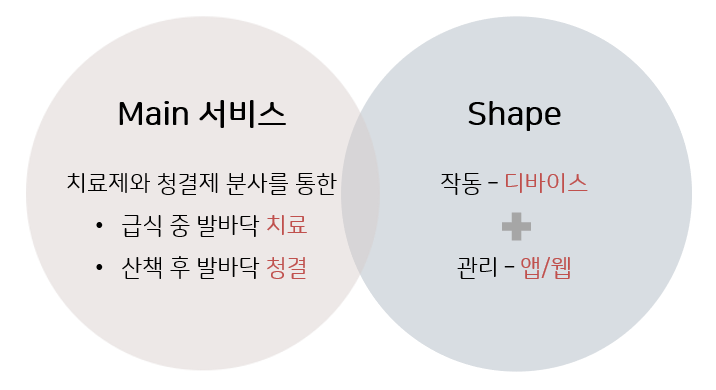 Main 서비스
치료제와 청결제 분사를 통한
• 급식 중 발바닥 치료
• 산책 후 발바닥 청결
Shape
작동 – 디바이스
관리 – 앱/웹